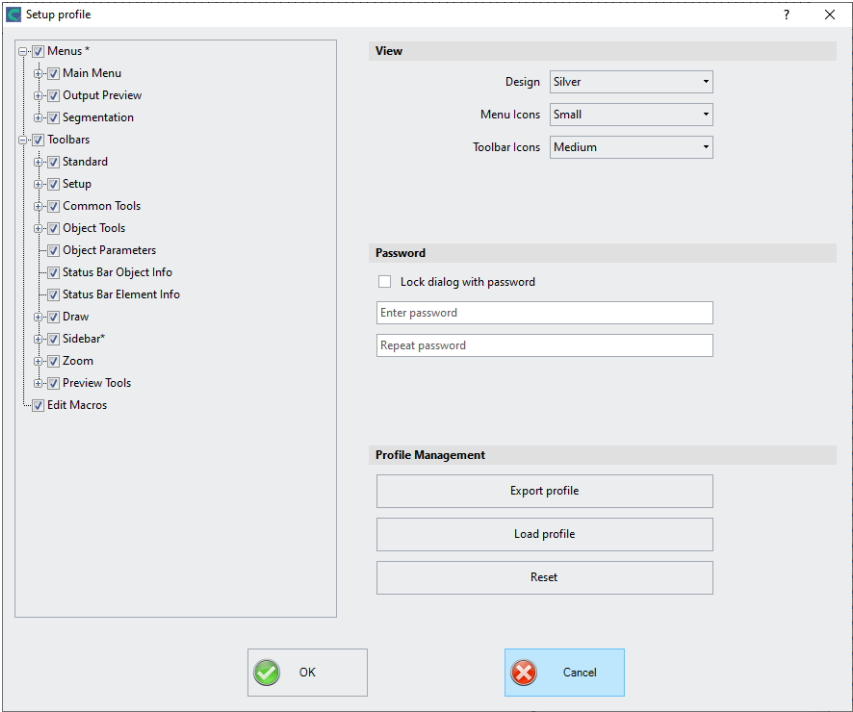 Setup profile
?
Menus *
Main Menu
Output Preview
Segmentation
Toolbars
Standard
Setup
Common Tools
Object Tools
Object Parameters
Status Bar Object Info
Status Bar Element Info
Draw
Sidebar*
Zoom
Preview Tools
Edit Macros
View
Design Silver
Menu Icons Small
Toolbar Icons Medium
Password
Lock dialog with password
Enter password
Repeat password
Profile Management
Export profile
Load profile
Reset
OK
Cancel